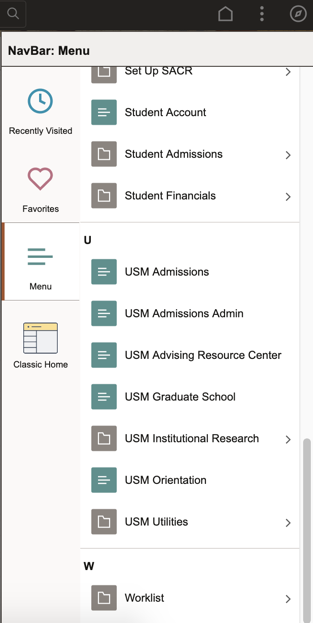 NavBar: Menu
Recently Visited
Favorites
Menu
Classic Home
Set Up SACR
Student Account
Student Admissions
Student Financials
U
USM Admissions
USM Admissions Admin
USM Advising Resource Center
USM Graduate School
USM Institutional Research
USM Orientation
USM Utilities
W
Worklist